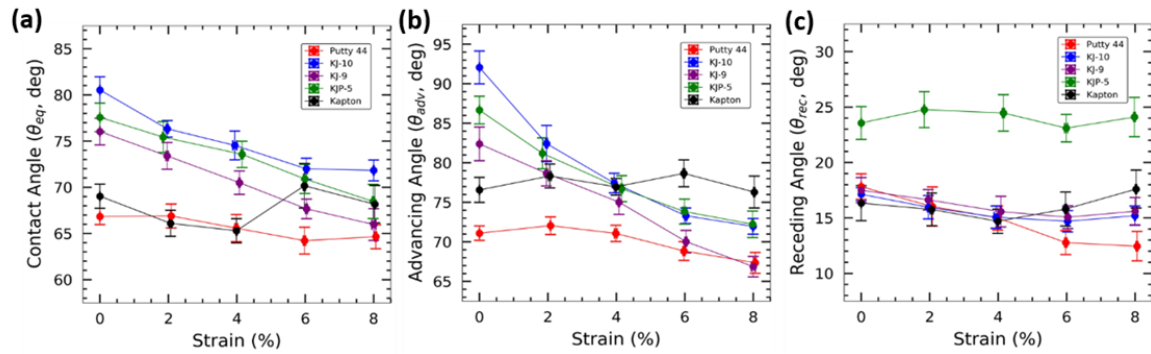 (a)
85
80
75
70
65
60
Contact Angle (θeq, deg)
Putty 44
KJ-10
KJ-9
KJP-5
Kapton
0 2 4 6 8
Strain (%)
(b)
95
90
85
80
75
70
65
Advancing Angle (θadv, deg)
Putty 44
KJ-10
KJ-9
KJP-5
Kapton
0 2 4 6 8
Strain (%)
(c)
30
25
20
15
10
Receding Angle (θrec, deg)
Putty 44
KJ-10
KJ-9
KJP-5
Kapton
0 2 4 6 8
Strain (%)